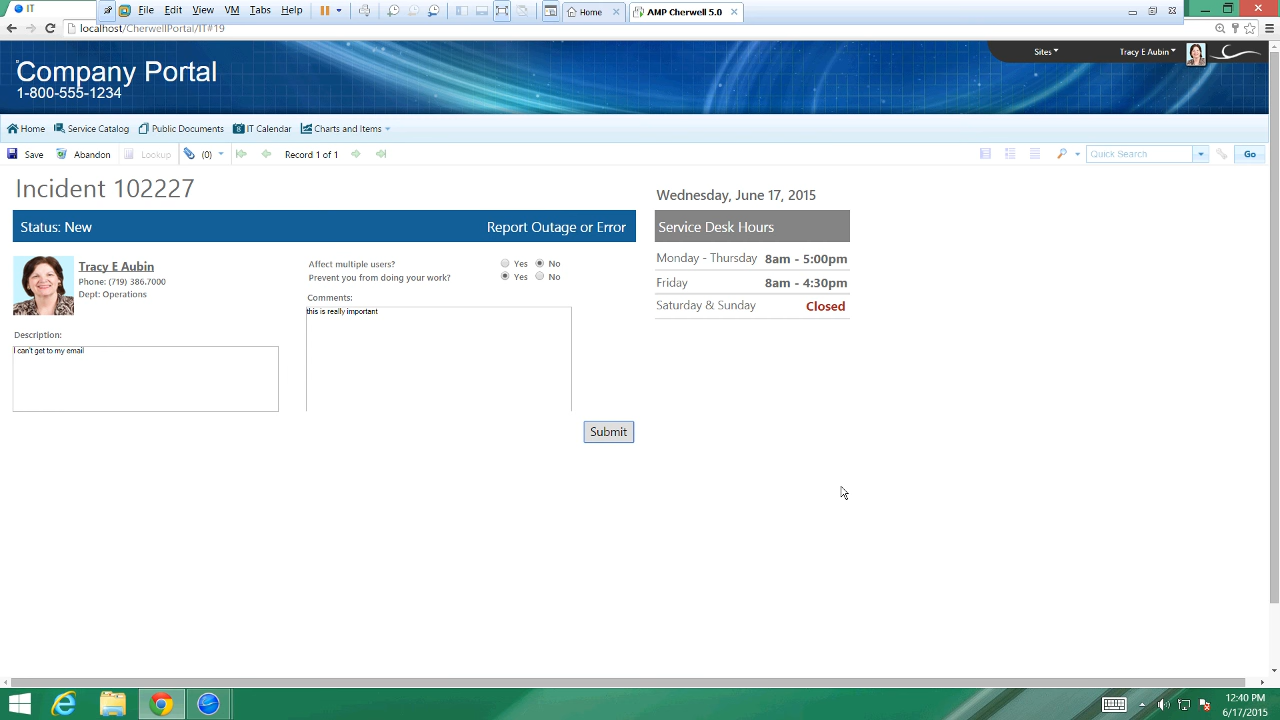 IT
File Edit View VM Tabs Help
Home
AMP Cherwell 5.0
localhost/CherwellPortal/IT#19
Sites
Tracy E Aubin
Company Portal
1-800-555-1234
Home Service Catalog Public Documents IT Calendar Charts and Items
Save Abandon Lookup (0) Record 1 of 1 Quick Search Go
Incident 102227
Wednesday, June 17, 2015
Status: New Report Outage or Error
Service Desk Hours
Tracy E Aubin
Phone: (719) 386.7000
Dept: Operations
Affect multiple users? Yes No
Prevent you from doing your work? Yes No
Comments:
this is really important
Description:
I can't get to my email
Submit
Monday - Thursday 8am - 5:00pm
Friday 8am - 4:30pm
Saturday & Sunday Closed
12:40 PM
6/17/2015